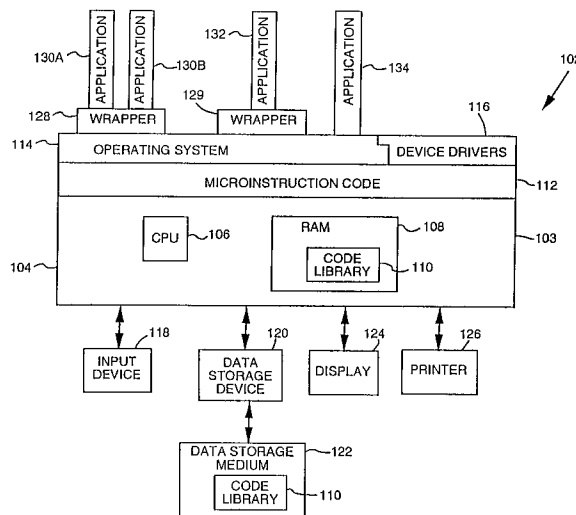 130A
APPLICATION
APPLICATION
130B
132
APPLICATION
APPLICATION
134
102
128
WRAPPER
129
WRAPPER
116
114
OPERATING SYSTEM
DEVICE DRIVERS
MICROINSTRUCTION CODE
112
CPU
106
RAM
108
103
104
CODE
LIBRARY
110
118
120
124
126
INPUT
DEVICE
DATA
STORAGE
DEVICE
DISPLAY
PRINTER
DATA STORAGE
MEDIUM
122
CODE
LIBRARY
110